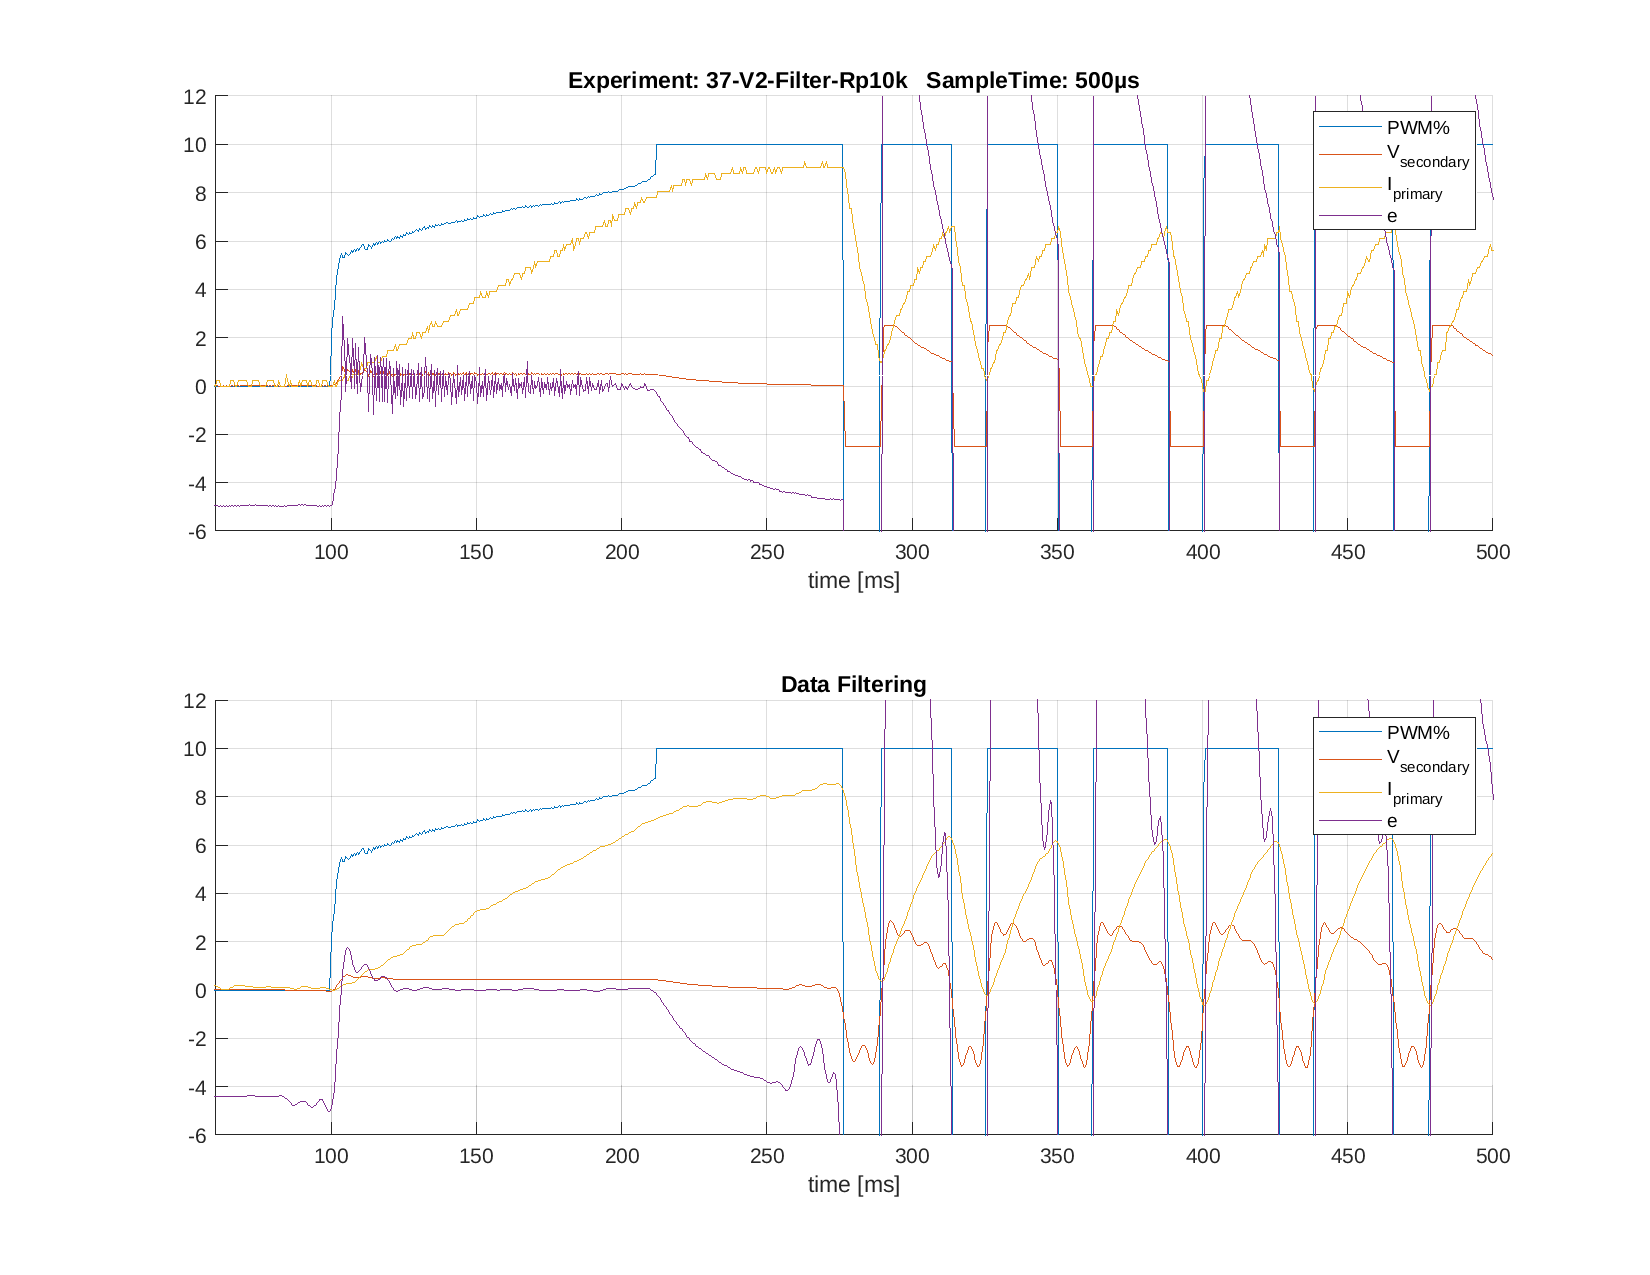 Experiment: 37-V2-Filter-Rp10k   SampleTime: 500µs
12
10
8
6
4
2
0
-2
-4
-6
100 150 200 250 300 350 400 450 500
time [ms]
PWM%
Vsecondary
Iprimary
e
Data Filtering
12
10
8
6
4
2
0
-2
-4
-6
100 150 200 250 300 350 400 450 500
time [ms]
PWM%
Vsecondary
Iprimary
e